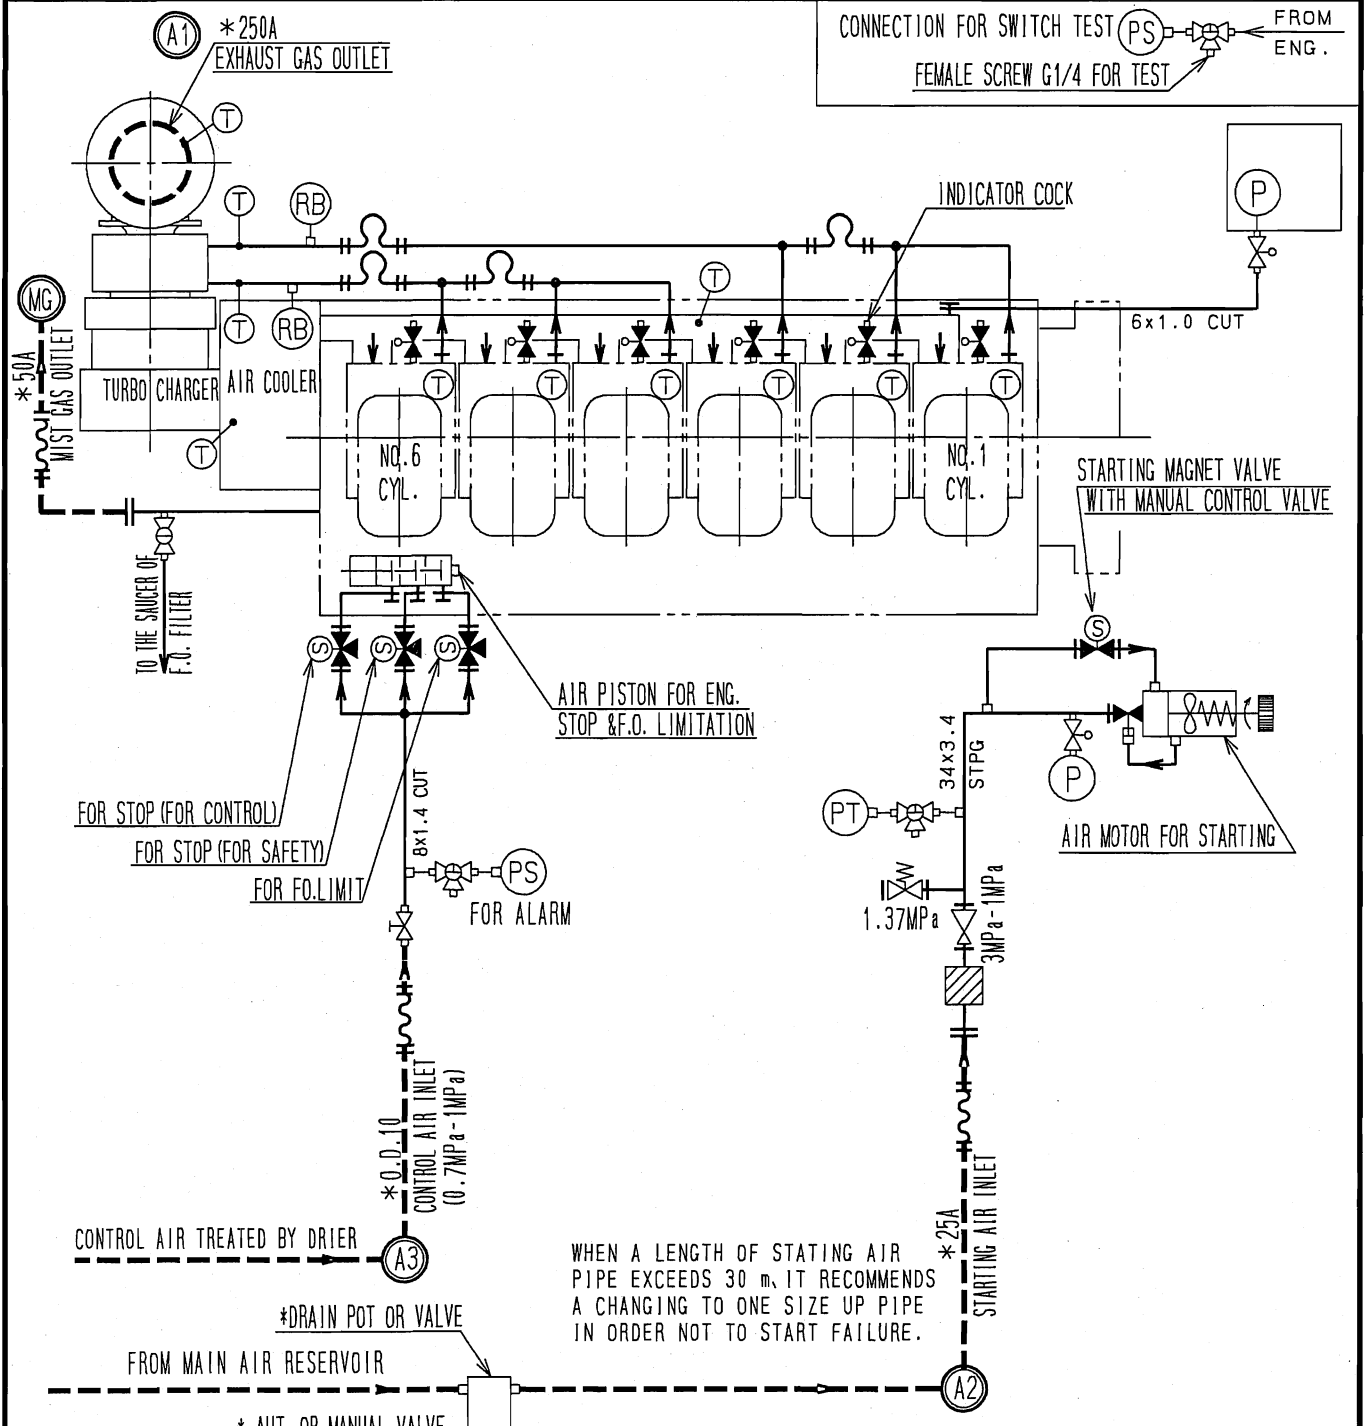 A1
*250A
EXHAUST GAS OUTLET
CONNECTION FOR SWITCH TEST
PS
FROM
ENG.
FEMALE SCREW G1/4 FOR TEST
T
T
RB
INDICATOR COCK
P
MG
T
RB
T
6x1.0 CUT
*50A
MIST GAS OUTLET
TURBO CHARGER
AIR COOLER
T
T
T
T
T
T
T
NO.6
CYL.
NO.1
CYL.
STARTING MAGNET VALVE
WITH MANUAL CONTROL VALVE
TO THE SAUCER OF
F.O. FILTER
S
S
S
S
AIR PISTON FOR ENG.
STOP &F.O. LIMITATION
34x3.4
STPG
P
PT
AIR MOTOR FOR STARTING
8x1.4 CUT
FOR STOP(FOR CONTROL)
FOR STOP(FOR SAFETY)
FOR FO.LIMIT
PS
FOR ALARM
1.37MPa
3MPa-1MPa
*O.D.10
CONTROL AIR INLET
(0.7MPa-1MPa)
*25A
STARTING AIR INLET
CONTROL AIR TREATED BY DRIER
A3
WHEN A LENGTH OF STATING AIR
PIPE EXCEEDS 30 m, IT RECOMMENDS
A CHANGING TO ONE SIZE UP PIPE
IN ORDER NOT TO START FAILURE.
*DRAIN POT OR VALVE
FROM MAIN AIR RESERVOIR
A2
* AUT. OR MANUAL VALVE